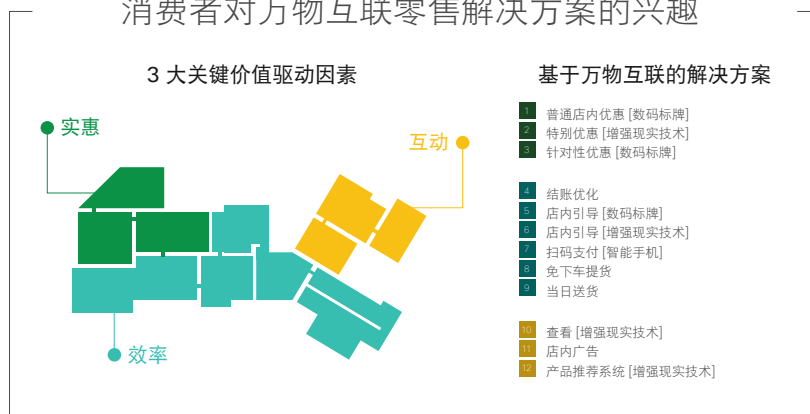 消费者对万物互联零售解决方案的兴趣
3 大关键价值驱动因素
实惠
互动
效率
基于万物互联的解决方案
1 普通店内优惠 [数码标牌]
2 特别优惠 [增强现实技术]
3 针对性优惠 [数码标牌]
4 结账优化
5 店内引导 [数码标牌]
6 店内引导 [增强现实技术]
7 扫码支付 [智能手机]
8 免下车提货
9 当日送货
10 查看 [增强现实技术]
11 店内广告
12 产品推荐系统 [增强现实技术]